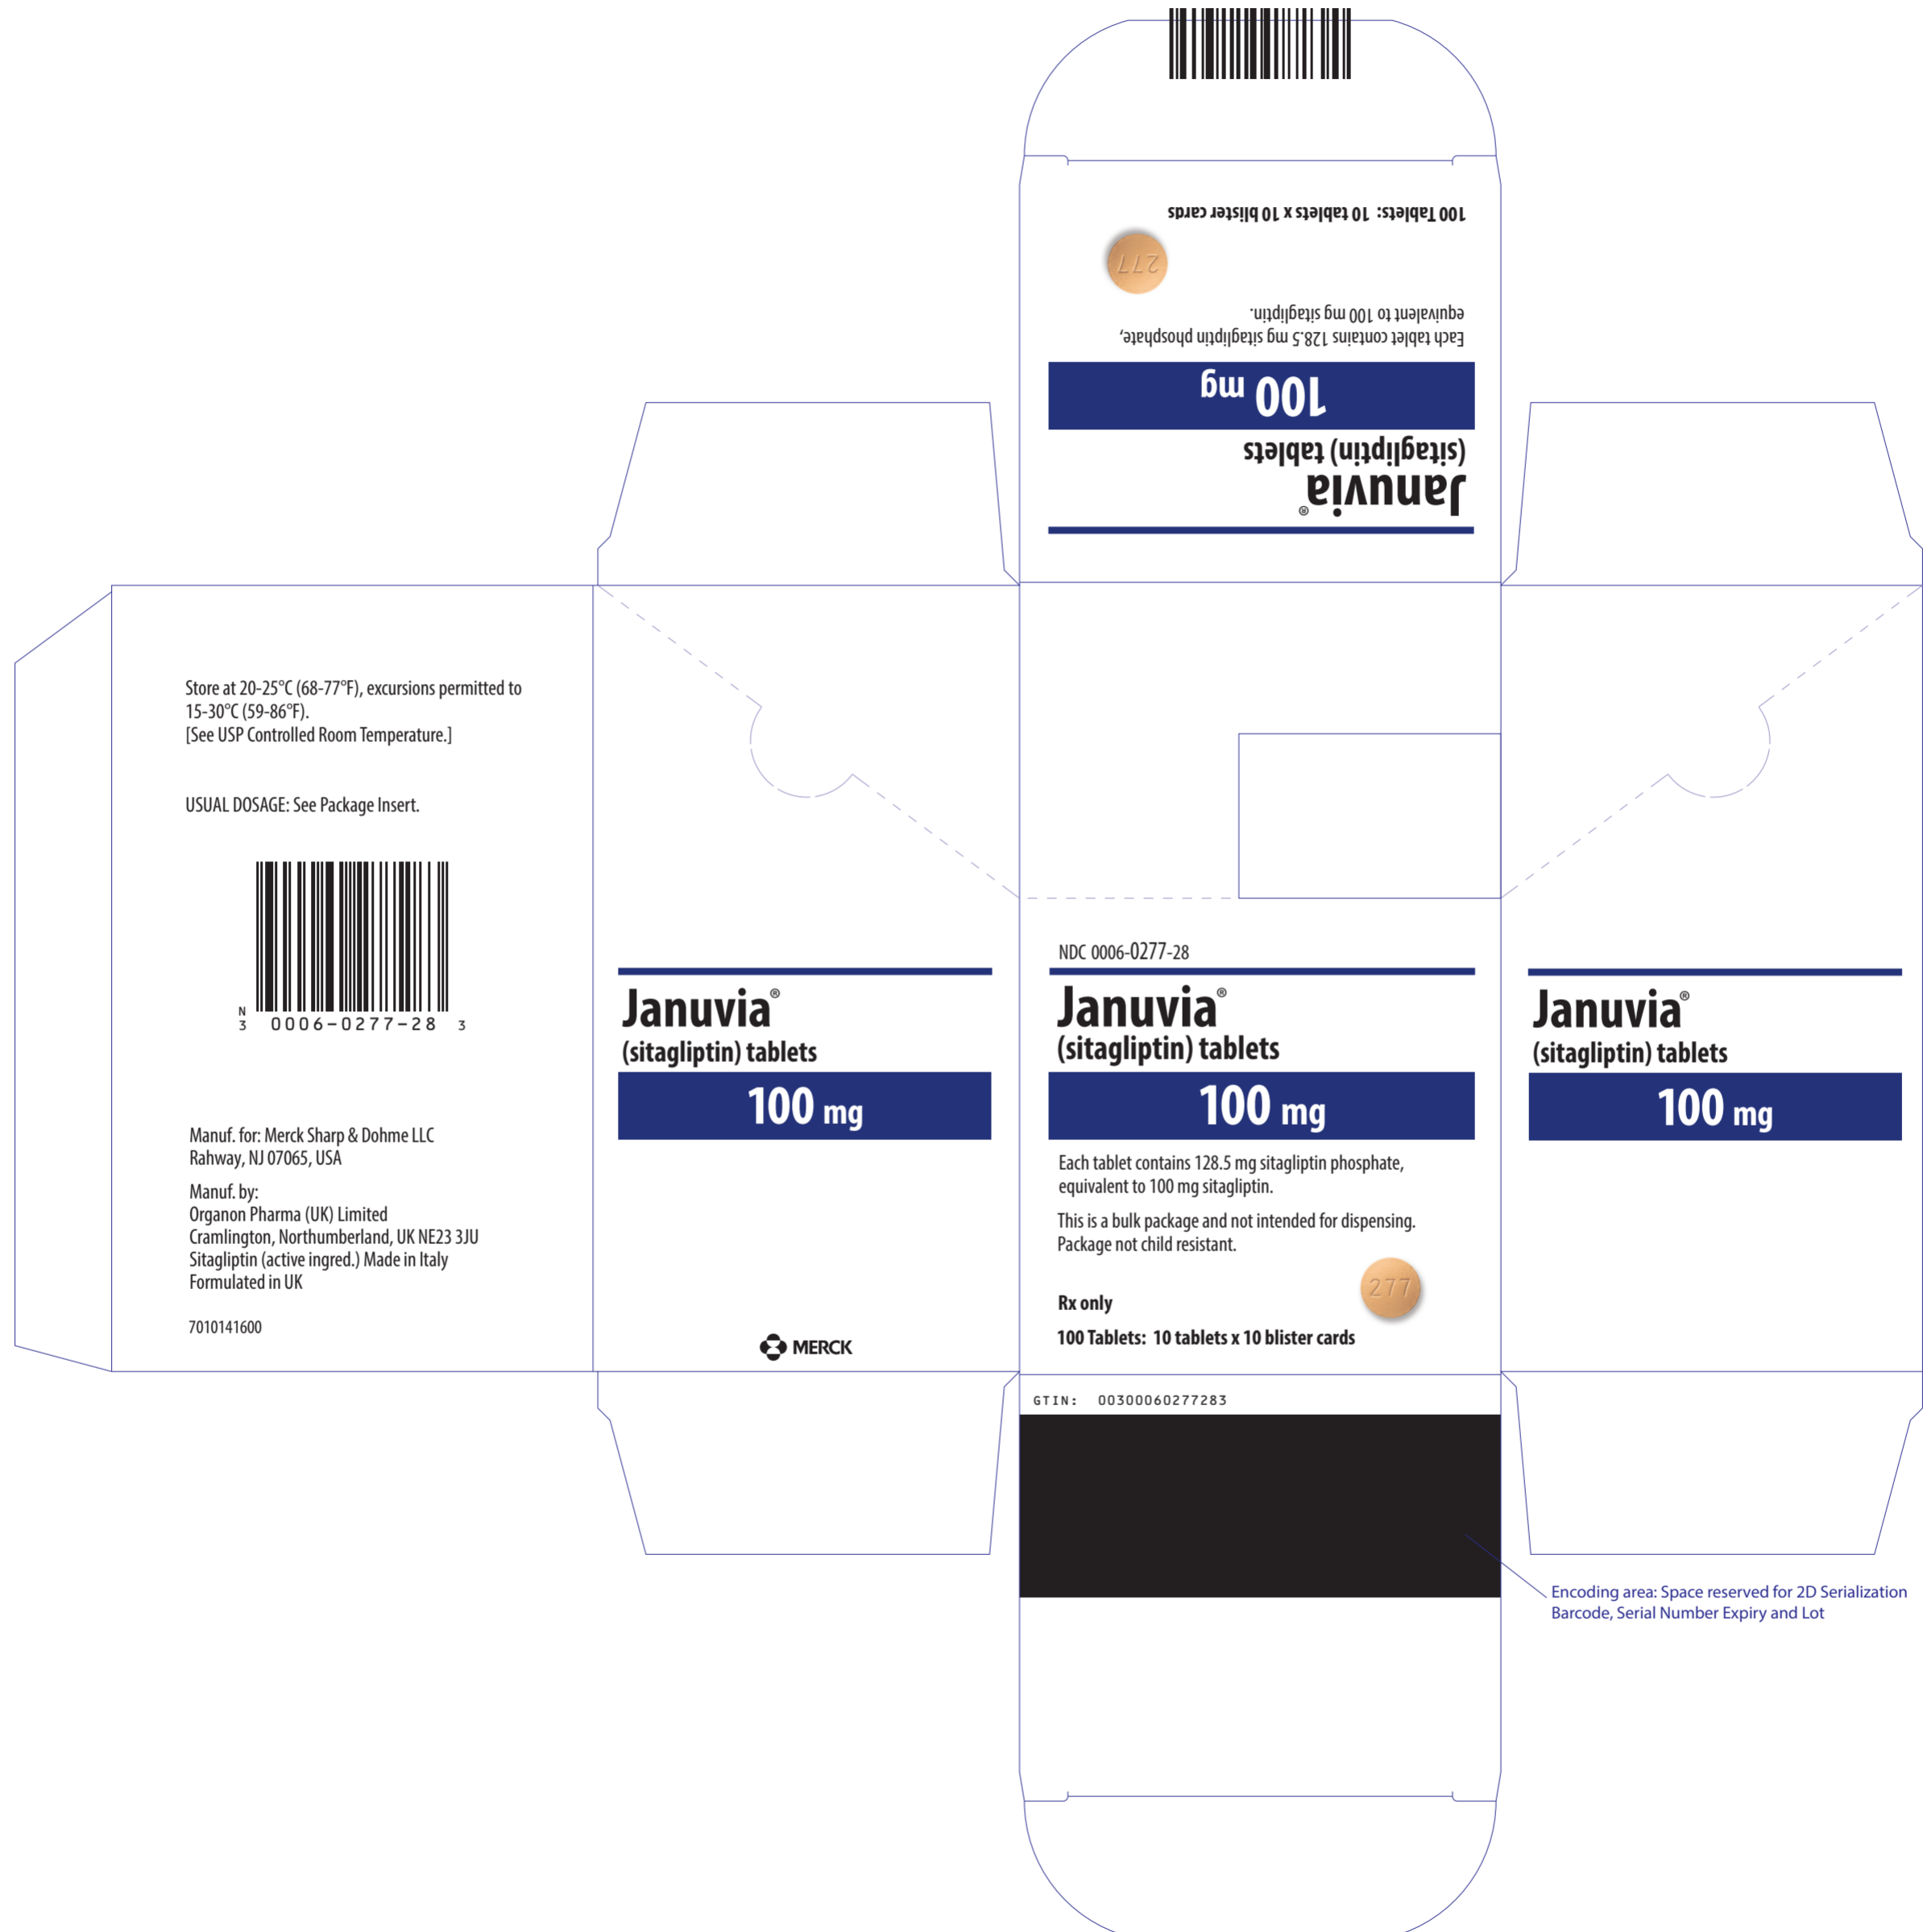 100 Tablets: 10 tablets x 10 blister cards
277
Each tablet contains 128.5 mg sitagliptin phosphate,
equivalent to 100 mg sitagliptin.
100 mg
(sitagliptin) tablets
Januvia®
Store at 20-25°C (68-77°F), excursions permitted to
15-30°C (59-86°F).
[See USP Controlled Room Temperature.]
USUAL DOSAGE: See Package Insert.
N
3 0006-0277-28 3
Manuf. for: Merck Sharp & Dohme LLC
Rahway, NJ 07065, USA
Manuf. by:
Organon Pharma (UK) Limited
Cramlington, Northumberland, UK NE23 3JU
Sitagliptin (active ingred.) Made in Italy
Formulated in UK
7010141600
Januvia®
(sitagliptin) tablets
100 mg
MERCK
NDC 0006-0277-28
Januvia®
(sitagliptin) tablets
100 mg
Each tablet contains 128.5 mg sitagliptin phosphate,
equivalent to 100 mg sitagliptin.
This is a bulk package and not intended for dispensing.
Package not child resistant.
277
Rx only
100 Tablets: 10 tablets x 10 blister cards
Januvia®
(sitagliptin) tablets
100 mg
GTIN: 00300060277283
Encoding area: Space reserved for 2D Serialization
Barcode, Serial Number Expiry and Lot